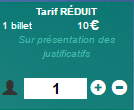 Tarif RÉDUIT
1 billet 10€
Sur présentation des
justificatifs
1 + -